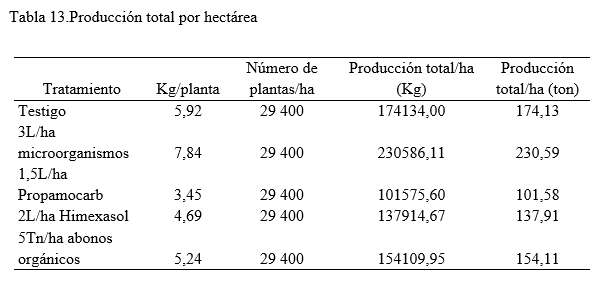 Tabla 13.Producción total por hectárea
Número de Producción total/ha Producción
Tratamiento Kg/planta plantas/ha (Kg) total/ha (ton)
Testigo 5,92 29 400 174134,00 174,13
3L/ha
microorganismos 7,84 29 400 230586,11 230,59
1,5L/ha
Propamocarb 3,45 29 400 101575,60 101,58
2L/ha Himexasol 4,69 29 400 137914,67 137,91
5Tn/ha abonos
orgánicos 5,24 29 400 154109,95 154,11